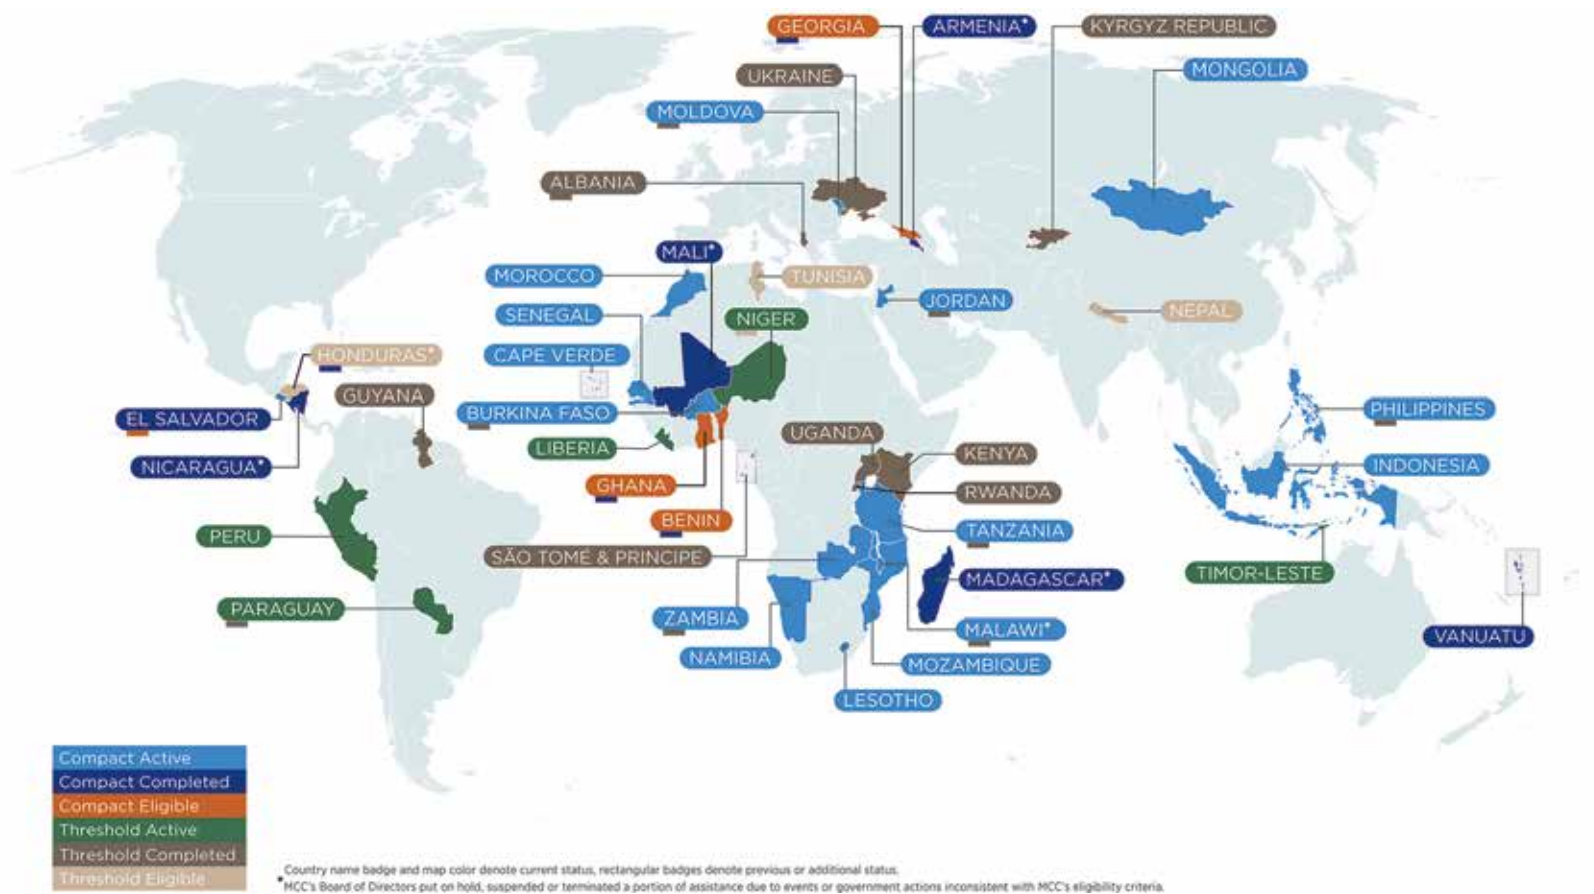 GEORGIA
ARMENIA*
KYRGYZ REPUBLIC
UKRAINE
MONGOLIA
MOLDOVA
ALBANIA
MALI*
MOROCCO
TUNISIA
JORDAN
SENEGAL
NIGER
NEPAL
HONDURAS*
CAPE VERDE
GUYANA
EL SALVADOR
BURKINA FASO
PHILIPPINES
NICARAGUA*
LIBERIA
UGANDA
KENYA
INDONESIA
GHANA
RWANDA
PERU
BENIN
TANZANIA
SÃO TOMÉ & PRINCIPE
MADAGASCAR*
TIMOR-LESTE
PARAGUAY
ZAMBIA
MALAWI*
VANUATU
NAMIBIA
MOZAMBIQUE
LESOTHO
Compact Active
Compact Completed
Compact Eligible
Threshold Active
Threshold Completed
Threshold Eligible
Country name badge and map color denote current status, rectangular badges denote previous or additional status.
*MCC's Board of Directors put on hold, suspended or terminated a portion of assistance due to events or government actions inconsistent with MCC's eligibility criteria.